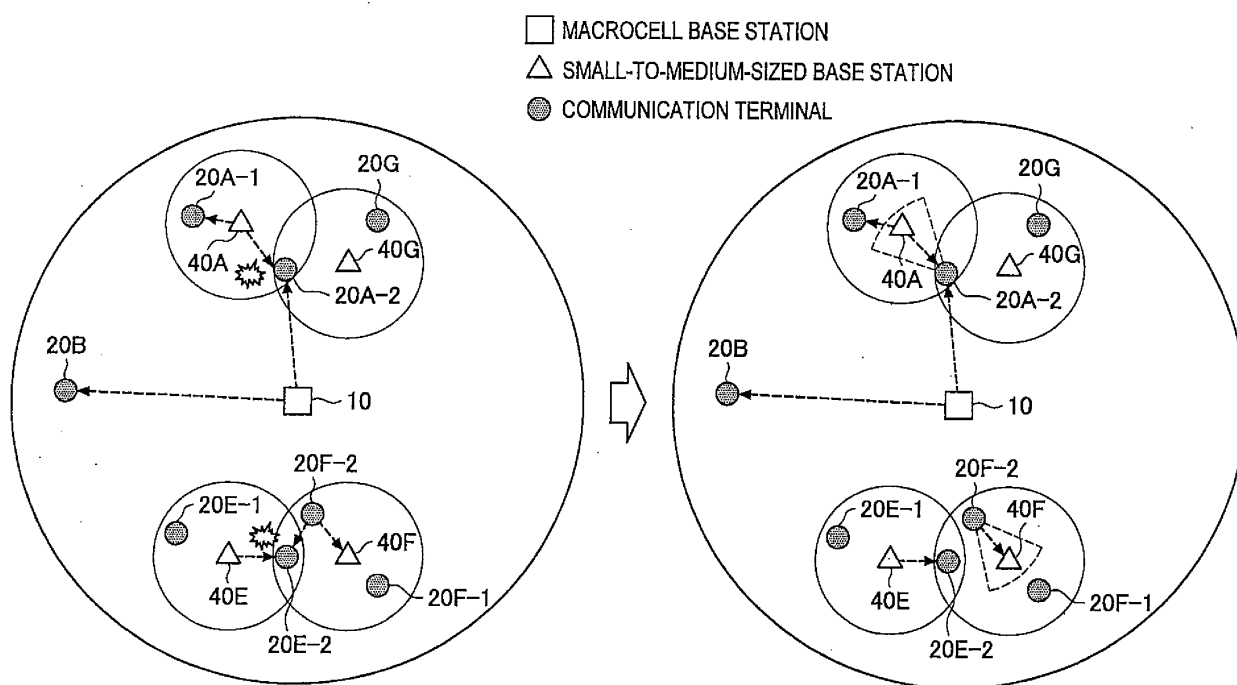 MACROCELL BASE STATION
SMALL-TO-MEDIUM-SIZED BASE STATION
COMMUNICATION TERMINAL
20A-1
20G
40A
40G
20A-2
20B
10
20F-2
20E-1
40F
40E
20F-1
20E-2
20A-1
20G
40A
40G
20A-2
20B
10
20F-2
20E-1
40F
40E
20F-1
20E-2